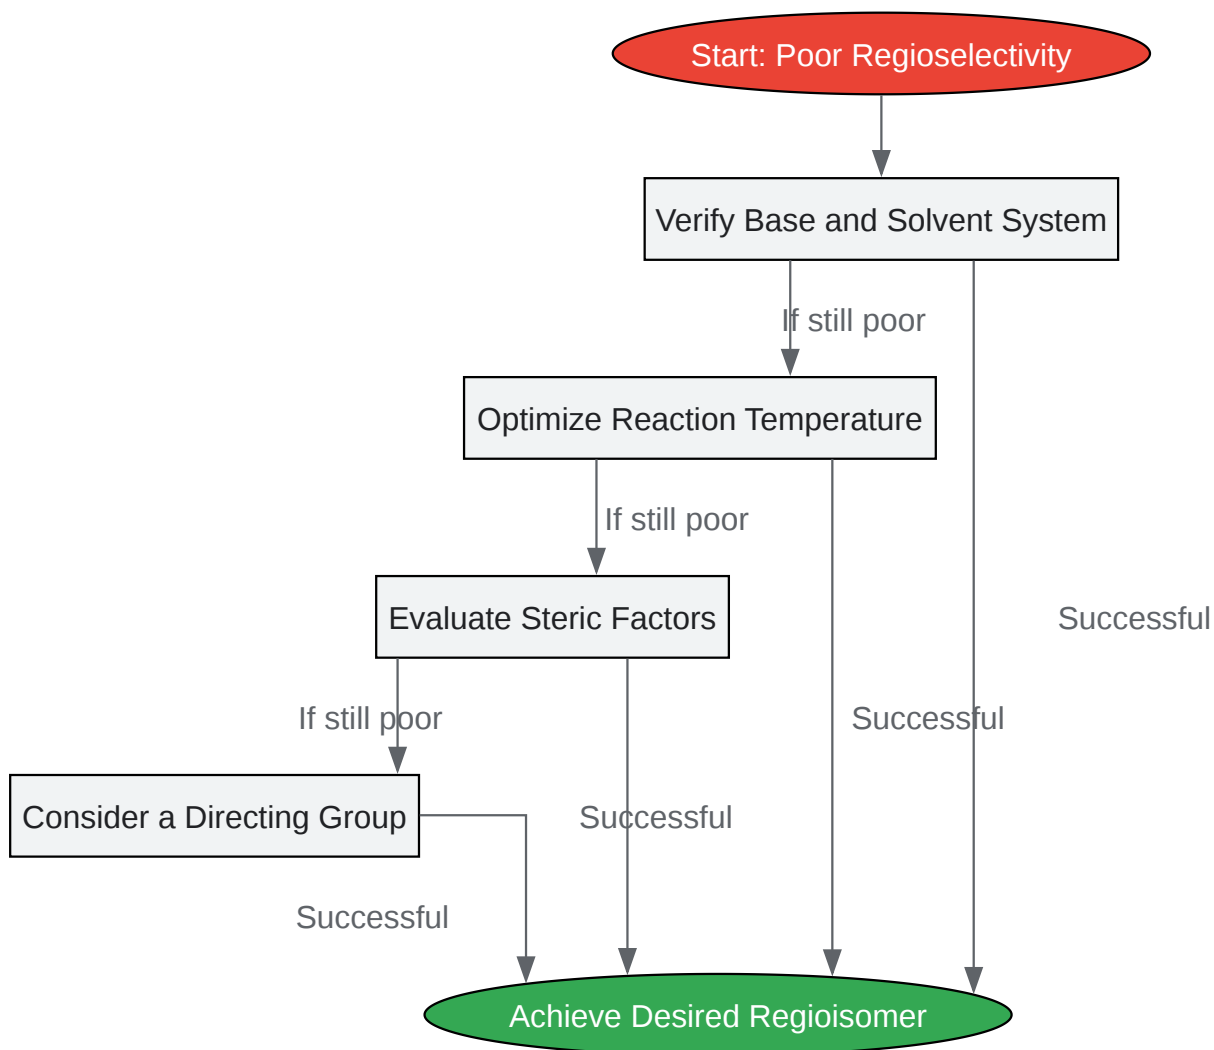 Start: Poor Regioselectivity
Verify Base and Solvent System
If still poor
Optimize Reaction Temperature
If still poor
Evaluate Steric Factors
Successful
If still poor
Successful
Consider a Directing Group
Successful
Successful
Achieve Desired Regioisomer